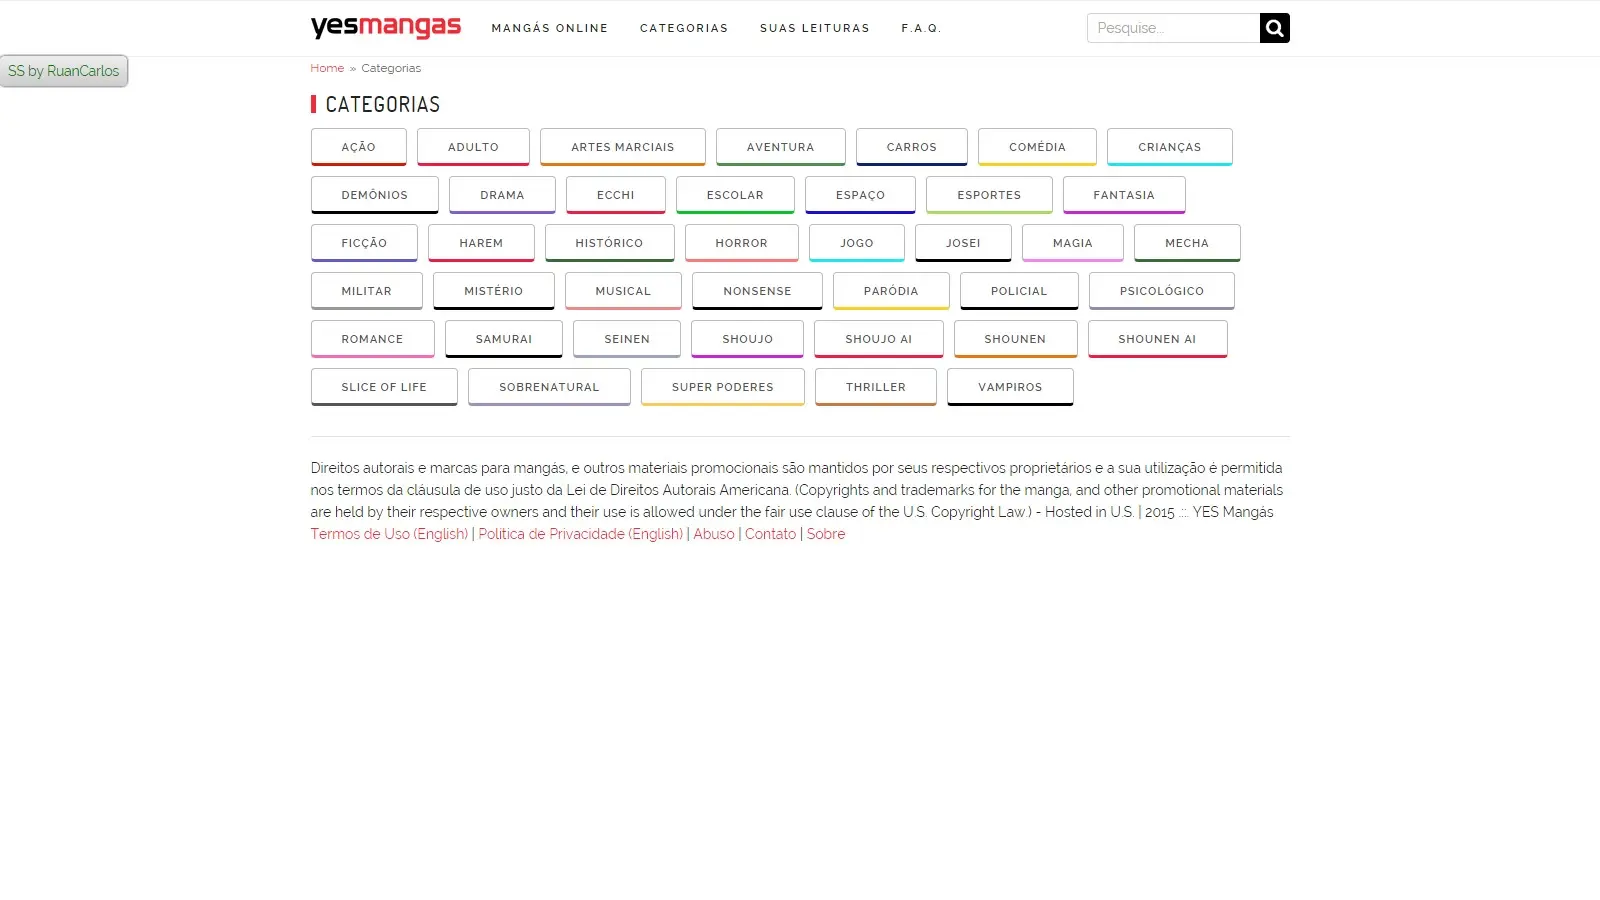 yesmangas MANGÁS ONLINE CATEGORIAS SUAS LEITURAS F.A.Q. Pesquise...
SS by RuanCarlos
Home » Categorias
CATEGORIAS
AÇÃO ADULTO ARTES MARCIAIS AVENTURA CARROS COMÉDIA CRIANÇAS
DEMÔNIOS DRAMA ECCHI ESCOLAR ESPAÇO ESPORTES FANTASIA
FICÇÃO HAREM HISTÓRICO HORROR JOGO JOSEI MAGIA MECHA
MILITAR MISTÉRIO MUSICAL NONSENSE PARÓDIA POLICIAL PSICOLÓGICO
ROMANCE SAMURAI SEINEN SHOUJO SHOUJO AI SHOUNEN SHOUNEN AI
SLICE OF LIFE SOBRENATURAL SUPER PODERES THRILLER VAMPIROS
Direitos autorais e marcas para mangás, e outros materiais promocionais são mantidos por seus respectivos proprietários e a sua utilização é permitida
nos termos da cláusula de uso justo da Lei de Direitos Autorais Americana. (Copyrights and trademarks for the manga, and other promotional materials
are held by their respective owners and their use is allowed under the fair use clause of the U.S. Copyright Law.) - Hosted in U.S. | 2015 .::. YES Mangás
Termos de Uso (English) | Política de Privacidade (English) | Abuso | Contato | Sobre